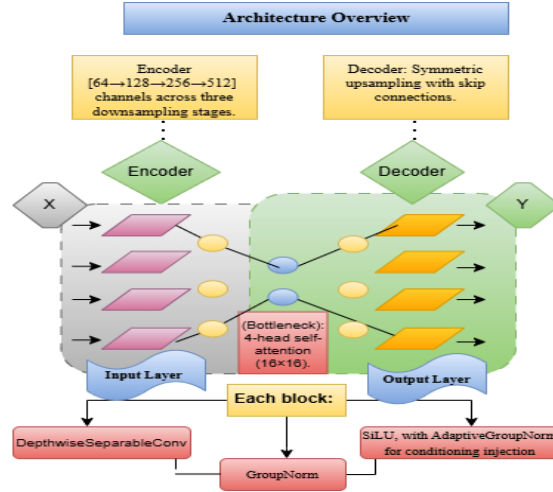 Architecture Overview
Encoder
[64→128→256→512]
channels across three
downsampling stages.
Decoder: Symmetric
upsampling with skip
connections.
Encoder
Decoder
X
Y
(Bottleneck):
4-head self-
attention
(16×16).
Input Layer
Output Layer
Each block:
DepthwiseSeparableConv
GroupNorm
SiLU, with AdaptiveGroupNorm
for conditioning injection